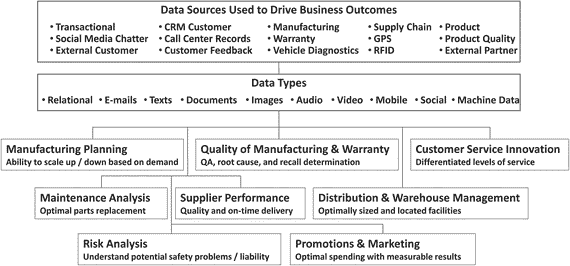 Data Sources Used to Drive Business Outcomes
• Transactional • CRM Customer • Manufacturing • Supply Chain • Product
• Social Media Chatter • Call Center Records • Warranty • GPS • Product Quality
• External Customer • Customer Feedback • Vehicle Diagnostics • RFID • External Partner
Data Types
• Relational • E-mails • Texts • Documents • Images • Audio • Video • Mobile • Social • Machine Data
Manufacturing Planning
Ability to scale up / down based on demand
Quality of Manufacturing & Warranty
QA, root cause, and recall determination
Customer Service Innovation
Differentiated levels of service
Maintenance Analysis
Optimal parts replacement
Supplier Performance
Quality and on-time delivery
Distribution & Warehouse Management
Optimally sized and located facilities
Risk Analysis
Understand potential safety problems / liability
Promotions & Marketing
Optimal spending with measurable results